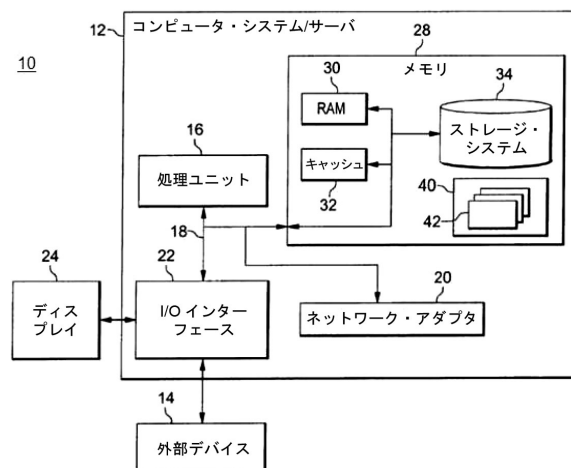 12
コンピュータ・システム/サーバ
10
28
メモリ
30
RAM
34
ストレージ・
システム
キャッシュ
32
40
42
16
処理ユニット
18
22
I/O インター
フェース
24
ディス
プレイ
20
ネットワーク・アダプタ
14
外部デバイス